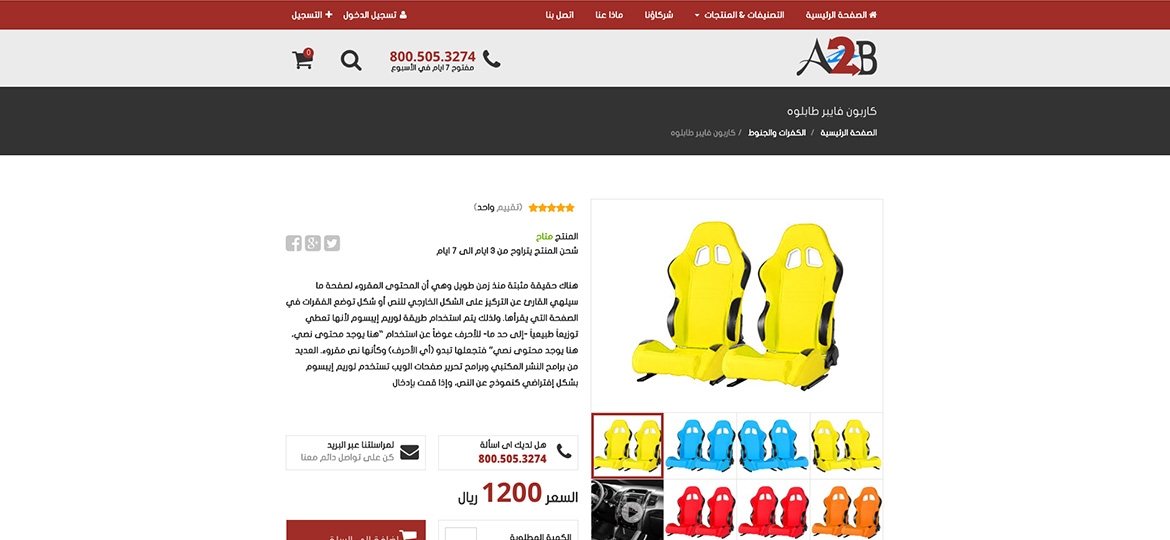 الصفحة الرئيسية
التصنيفات & المنتجات
شركاؤنا
ماذا عنا
اتصل بنا
تسجيل الدخول
التسجيل
A2B
800.505.3274
مفتوح 7 ايام في الأسبوع
0
كاربون فايبر طابلوه
الصفحة الرئيسية / الكفرات والجنوط / كاربون فايبر طابلوه
(تقييم واحد)
المنتج متاح
شحن المنتج يتراوح من 3 ايام الى 7 ايام
هناك حقيقة مثبتة منذ زمن طويل وهي أن المحتوى المقروء لصفحة ما
سيلهي القارئ عن التركيز على الشكل الخارجي للنص أو شكل توضع الفقرات في
الصفحة التي يقرأها. ولذلك يتم استخدام طريقة لوريم إيبسوم لأنها تعطي
توزيعاَ طبيعياَ -إلى حد ما- للأحرف عوضاً عن استخدام "هنا يوجد محتوى نصي،
هنا يوجد محتوى نصي" فتجعلها تبدو (أي الأحرف) وكأنها نص مقروء. العديد
من برامح النشر المكتبي وبرامح تحرير صفحات الويب تستخدم لوريم إيبسوم
بشكل إفتراضي كنموذج عن النص، وإذا قمت بإدخال
هل لديك اى اسألة
800.505.3274
لمراسلتنا عبر البريد
كن على تواصل دائم معنا
السعر 1200 ريال
الكمية المطلوبة
اضافة الى السلة